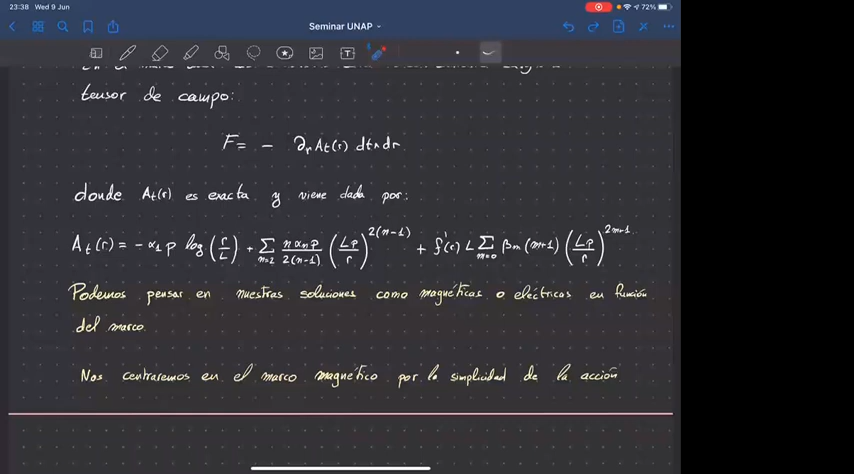 23:38 Wed 9 Jun
72%
Seminar UNAP
tensor de campo:
F = - ∂r At(r) dt∧dr
donde At(r) es exacta y viene dada por:
At(r) = -α1 p log(r/L) + Σ_{n=2} n αn p / 2(n-1) (Lp/r)^{2(n-1)} + f'(r) L Σ_{m=0} βm (m+1) (Lp/r)^{2m+1}.
Podemos pensar en nuestras soluciones como magnéticas o eléctricas en función
del marco.
Nos centraremos en el marco magnético por la simplicidad de la acción